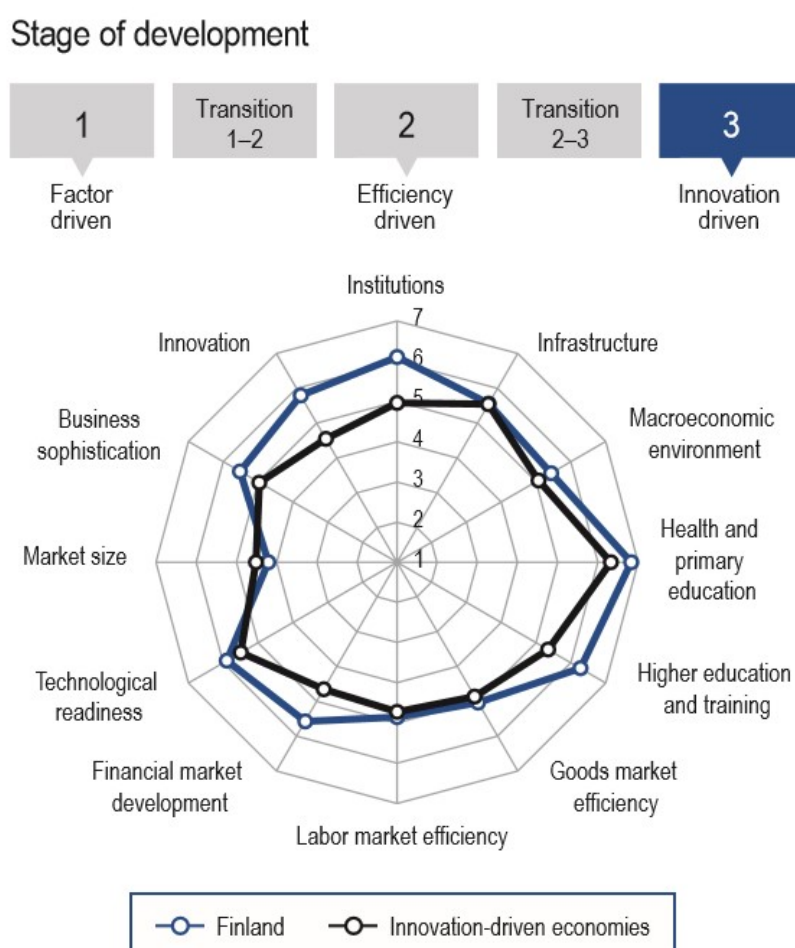 Stage of development
1
Transition
1–2
2
Transition
2–3
3
Factor
driven
Efficiency
driven
Innovation
driven
Institutions
7
Innovation
Infrastructure
6
Business
sophistication
5
Macroeconomic
environment
4
3
Health and
primary
education
2
Market size
1
Technological
readiness
Higher education
and training
Financial market
development
Goods market
efficiency
Labor market efficiency
Finland
Innovation-driven economies